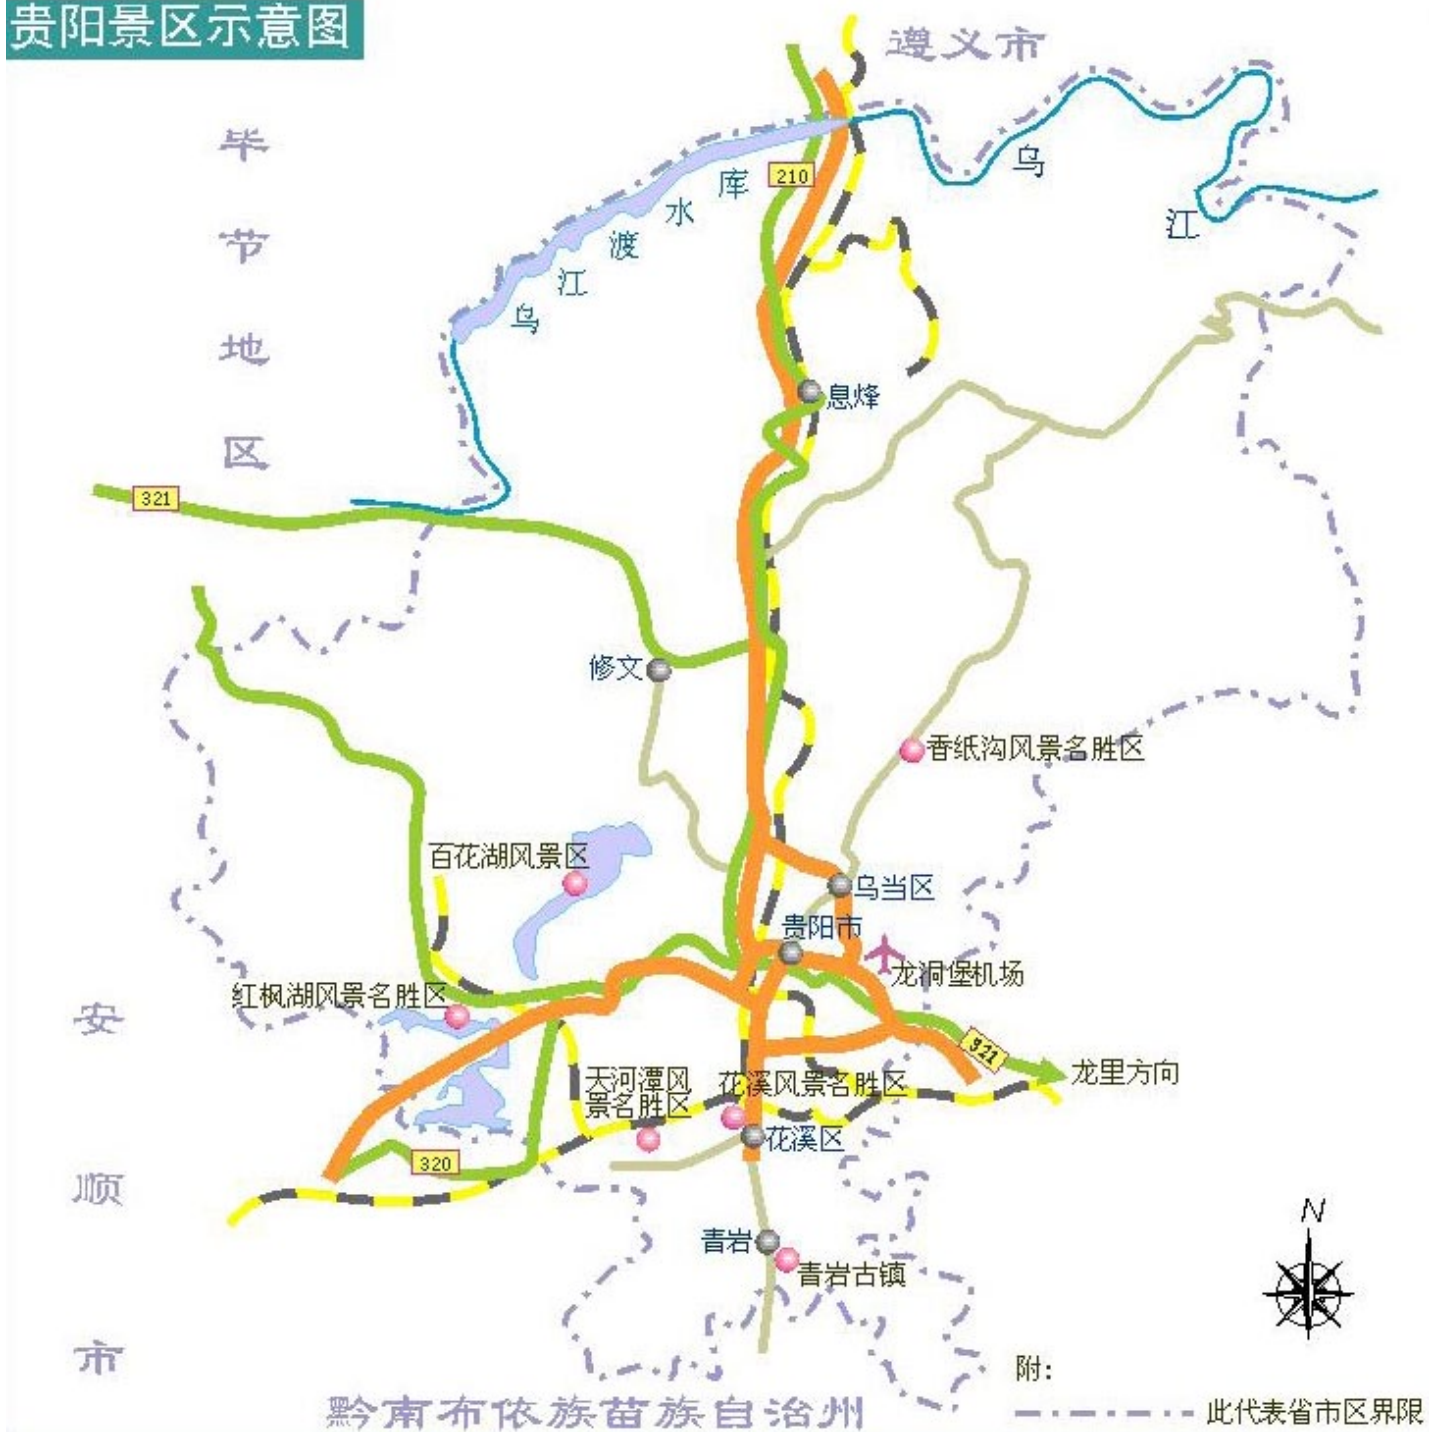 贵阳景区示意图
遵义市
毕节地区
乌江渡水库
210
乌江
息烽
321
修文
香纸沟风景名胜区
百花湖风景区
乌当区
贵阳市
龙洞堡机场
红枫湖风景名胜区
321
龙里方向
天河潭风
景名胜区
花溪风景名胜区
花溪区
320
安顺市
青岩
青岩古镇
N
附:
此代表省市区界限
黔南布依族苗族自治州